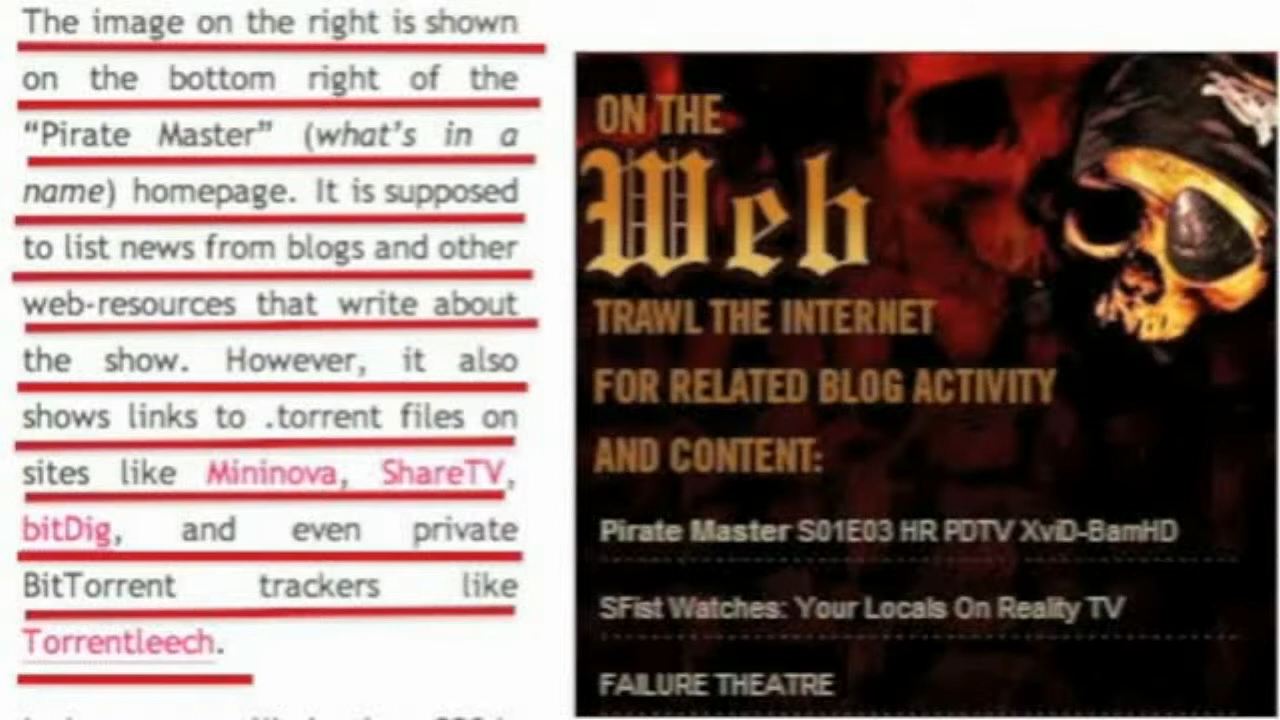 The image on the right is shown
on the bottom right of the
“Pirate Master” (what's in a
name) homepage. It is supposed
to list news from blogs and other
web-resources that write about
the show. However, it also
shows links to .torrent files on
sites like Mininova, ShareTV,
bitDig, and even private
BitTorrent trackers like
Torrentleech.
ON THE
Web
TRAWL THE INTERNET
FOR RELATED BLOG ACTIVITY
AND CONTENT:
Pirate Master S01E03 HR PDTV XviD-BamHD
SFist Watches: Your Locals On Reality TV
FAILURE THEATRE